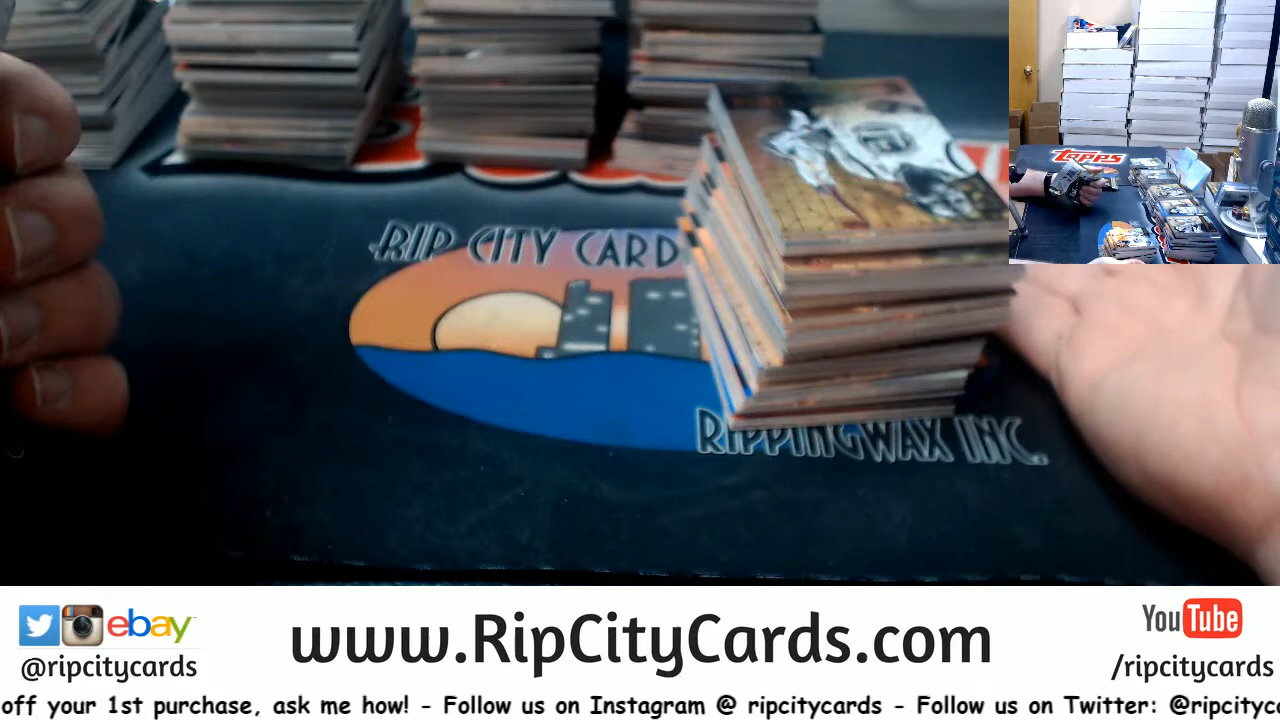 topps
RIP CITY CARD
RIPPINGWAX INC.
ebay
@ripcitycards
www.RipCityCards.com
YouTube
/ripcitycards
off your 1st purchase, ask me how! - Follow us on Instagram @ ripcitycards - Follow us on Twitter: @ripcityc